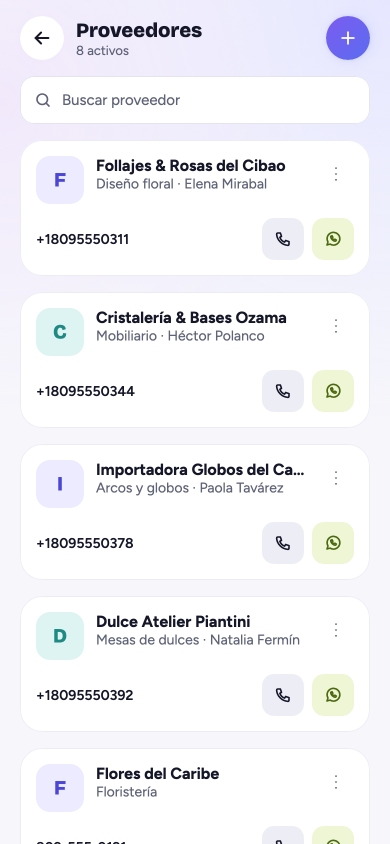 Proveedores
8 activos
Buscar proveedor
F
Follajes & Rosas del Cibao
Diseño floral · Elena Mirabal
+18095550311
C
Cristalería & Bases Ozama
Mobiliario · Héctor Polanco
+18095550344
I
Importadora Globos del Ca...
Arcos y globos · Paola Tavárez
+18095550378
D
Dulce Atelier Piantini
Mesas de dulces · Natalia Fermín
+18095550392
F
Flores del Caribe
Floristería